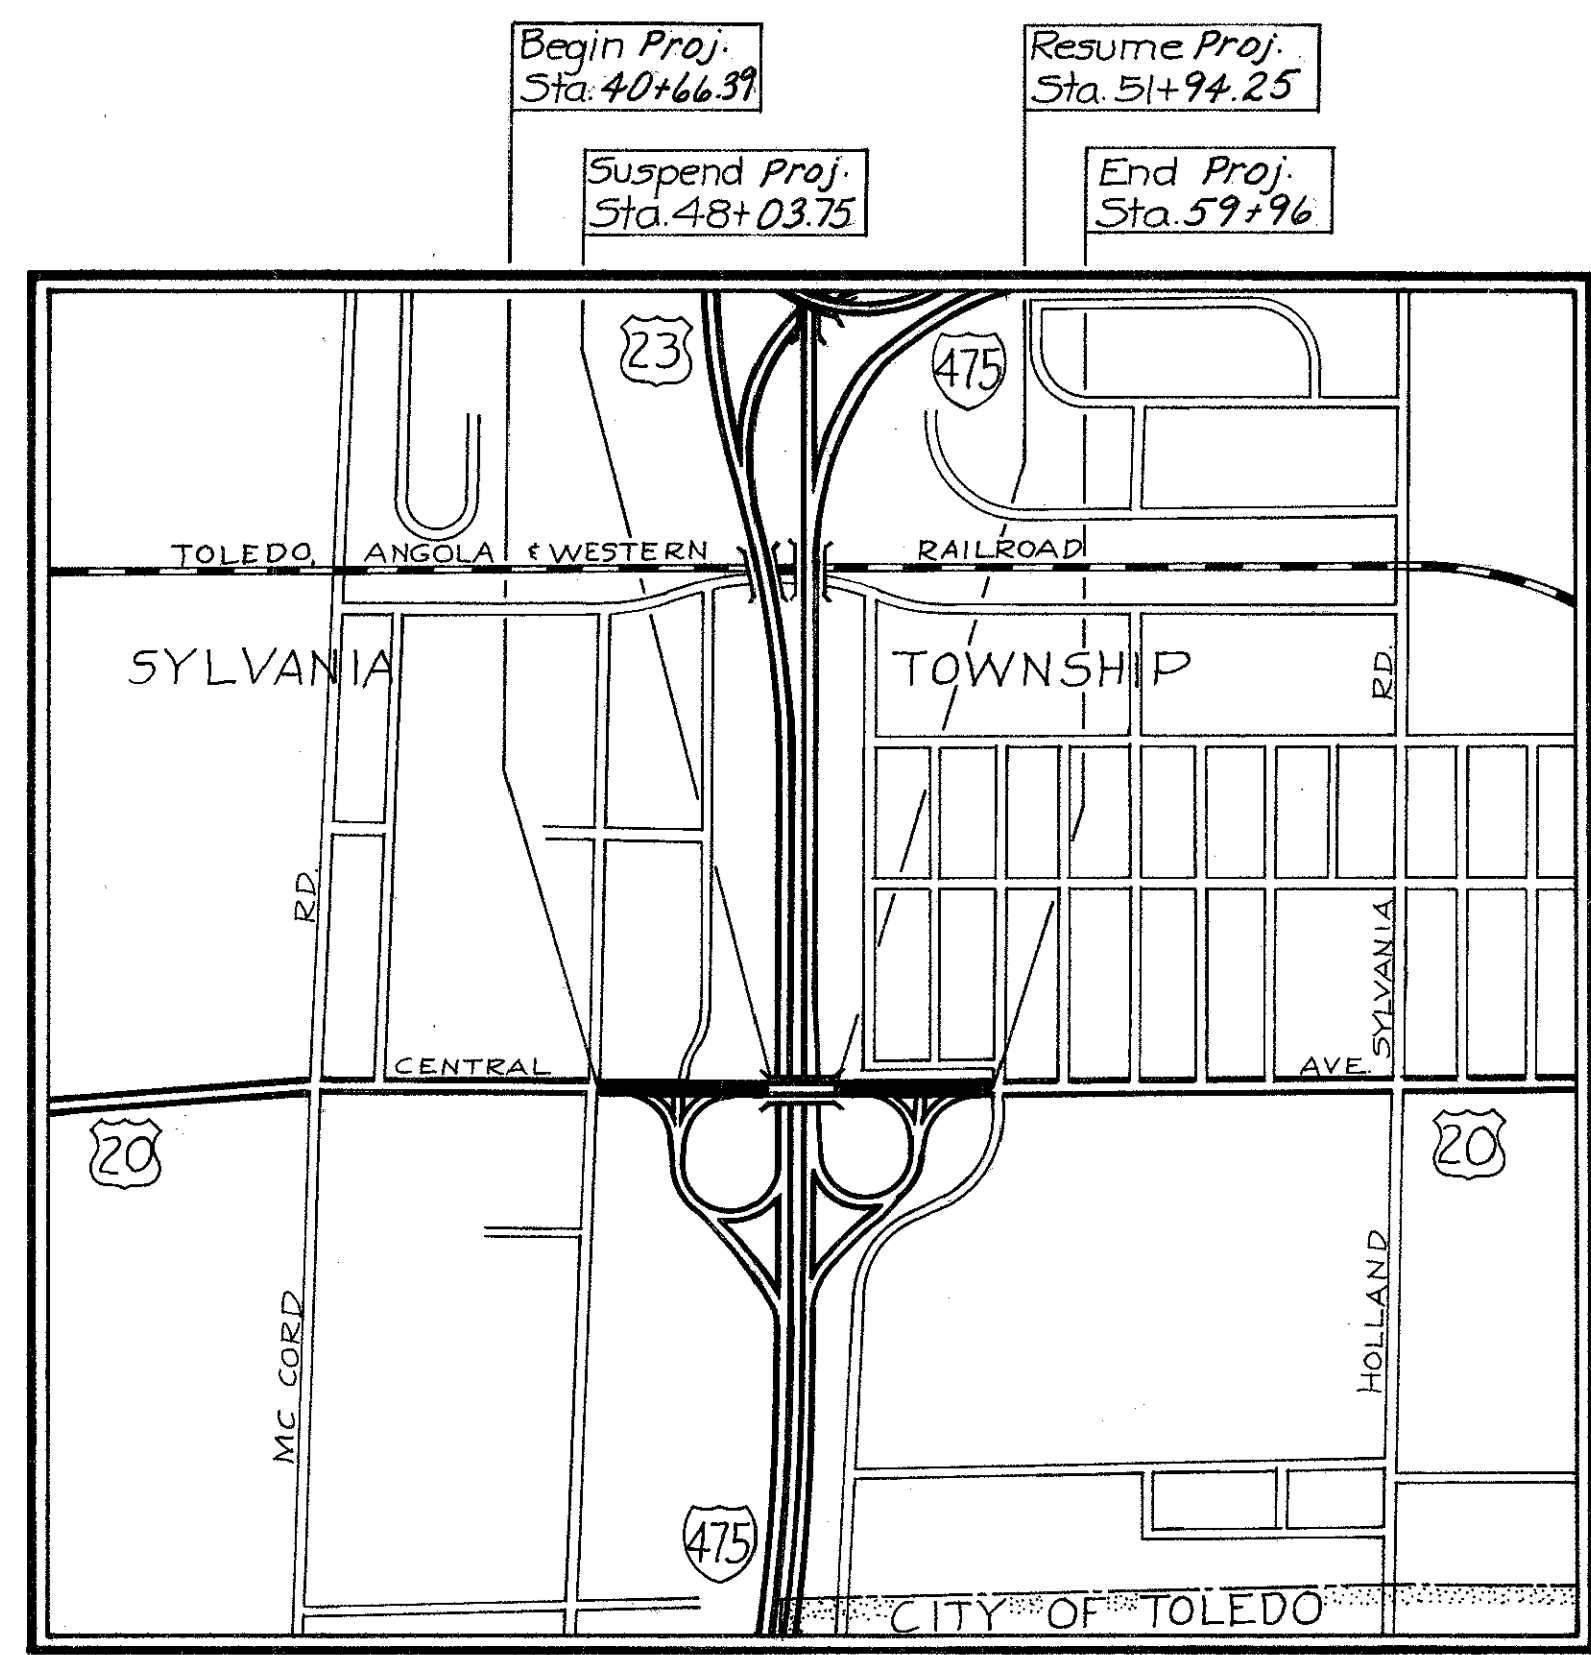 Begin Proj.
Sta. 40+66.39
Resume Proj.
Sta. 51+94.25
Suspend Proj.
Sta. 48+03.75
End Proj.
Sta. 59+96
23
475
TOLEDO, ANGOLA & WESTERN RAILROAD
SYLVANIA TOWNSHIP
RD.
RD.
SYLVANIA
CENTRAL AVE.
20
20
HOLLAND
MC CORD
475
CITY OF TOLEDO